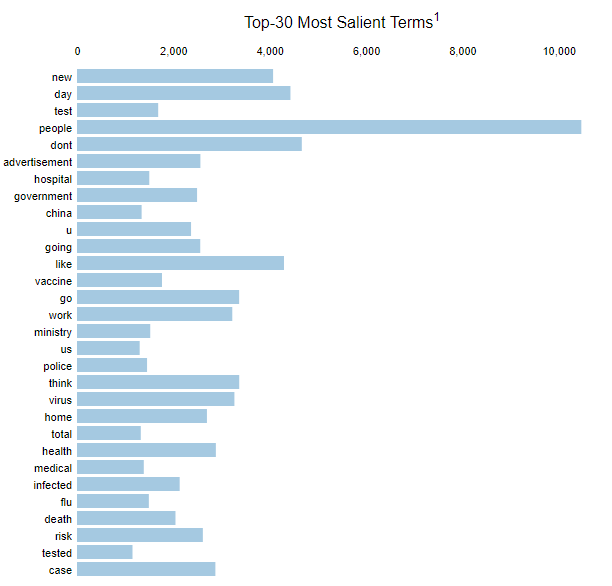 Top-30 Most Salient Terms1
0 2,000 4,000 6,000 8,000 10,000
new
day
test
people
dont
advertisement
hospital
government
china
u
going
like
vaccine
go
work
ministry
us
police
think
virus
home
total
health
medical
infected
flu
death
risk
tested
case